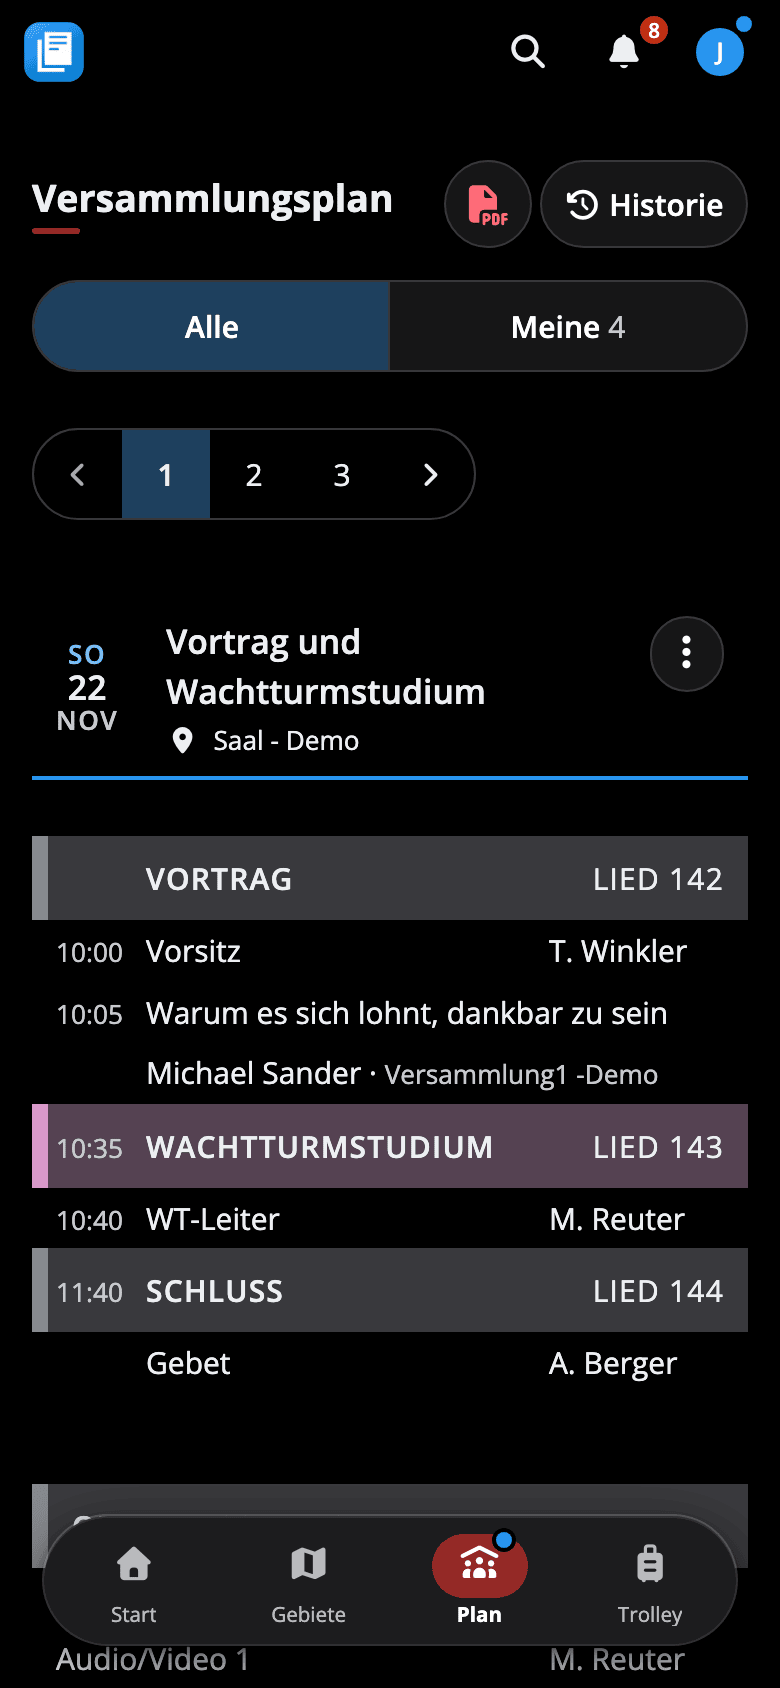 8
J
Versammlungsplan
PDF
Historie
Alle
Meine 4
1 2 3
SO
22
NOV
Vortrag und
Wachtturmstudium
Saal - Demo
VORTRAG LIED 142
10:00 Vorsitz T. Winkler
10:05 Warum es sich lohnt, dankbar zu sein
Michael Sander · Versammlung1 -Demo
10:35 WACHTTURMSTUDIUM LIED 143
10:40 WT-Leiter M. Reuter
11:40 SCHLUSS LIED 144
Gebet A. Berger
Start Gebiete Plan Trolley
Audio/Video 1 M. Reuter